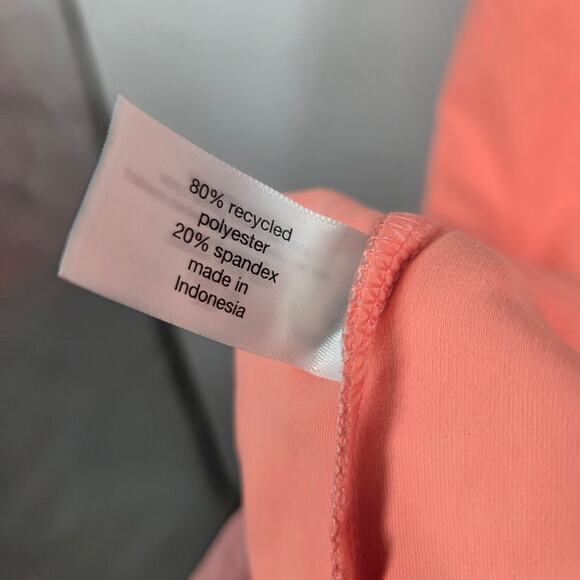 80% recycled
polyester
20% spandex
made in
Indonesia